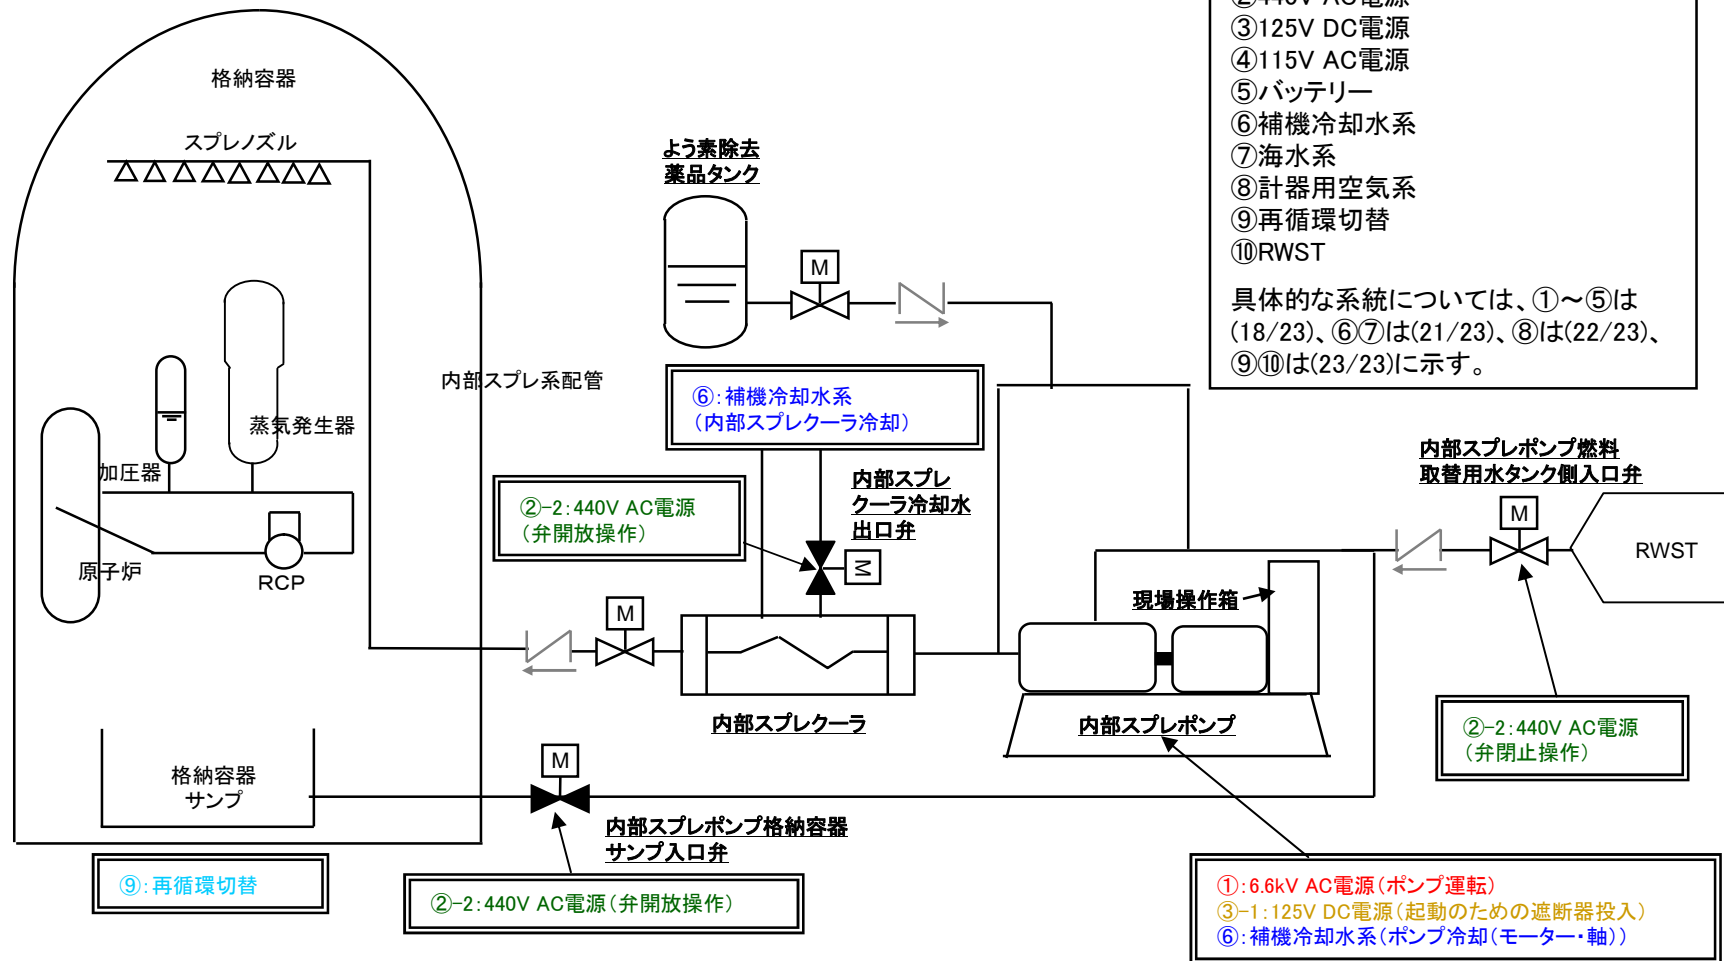 ②440V AC電源
③125V DC電源
④115V AC電源
⑤バッテリー
⑥補機冷却水系
⑦海水系
⑧計器用空気系
⑨再循環切替
⑩RWST
具体的な系統については、①～⑤は
(18/23)、⑥⑦は(21/23)、⑧は(22/23)、
⑨⑩は(23/23)に示す。
格納容器
スプレノズル
よう素除去
薬品タンク
M
内部スプレ系配管
⑥：補機冷却水系
（内部スプレクーラ冷却）
蒸気発生器
加圧器
原子炉
RCP
②-2：440V AC電源
（弁開放操作）
内部スプレ
クーラ冷却水
出口弁
M
内部スプレポンプ燃料
取替用水タンク側入口弁
M
RWST
現場操作箱
M
内部スプレクーラ
内部スプレポンプ
②-2：440V AC電源
（弁閉止操作）
格納容器
サンプ
M
内部スプレポンプ格納容器
サンプ入口弁
⑨：再循環切替
②-2：440V AC電源（弁開放操作）
①：6.6kV AC電源（ポンプ運転）
③-1：125V DC電源（起動のための遮断器投入）
⑥：補機冷却水系（ポンプ冷却（モーター・軸））